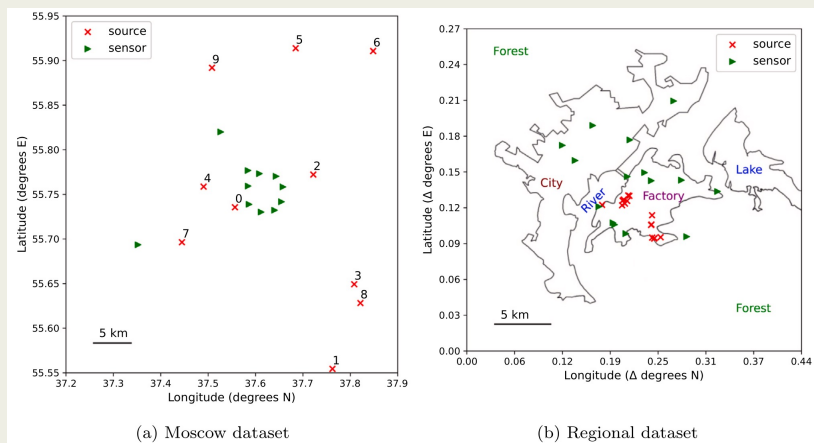 source
sensor
5
6
9
2
4
0
7
3
8
1
5 km
55.95
55.90
55.85
55.80
55.75
55.70
55.65
55.60
55.55
37.2 37.3 37.4 37.5 37.6 37.7 37.8 37.9
Latitude (degrees E)
Longitude (degrees N)
(a) Moscow dataset
source
sensor
Forest
City
River
Factory
Lake
Forest
5 km
0.27
0.24
0.21
0.18
0.15
0.12
0.09
0.06
0.03
0.00
0.00 0.06 0.12 0.19 0.25 0.31 0.37 0.44
Latitude (Δ degrees E)
Longitude (Δ degrees N)
(b) Regional dataset